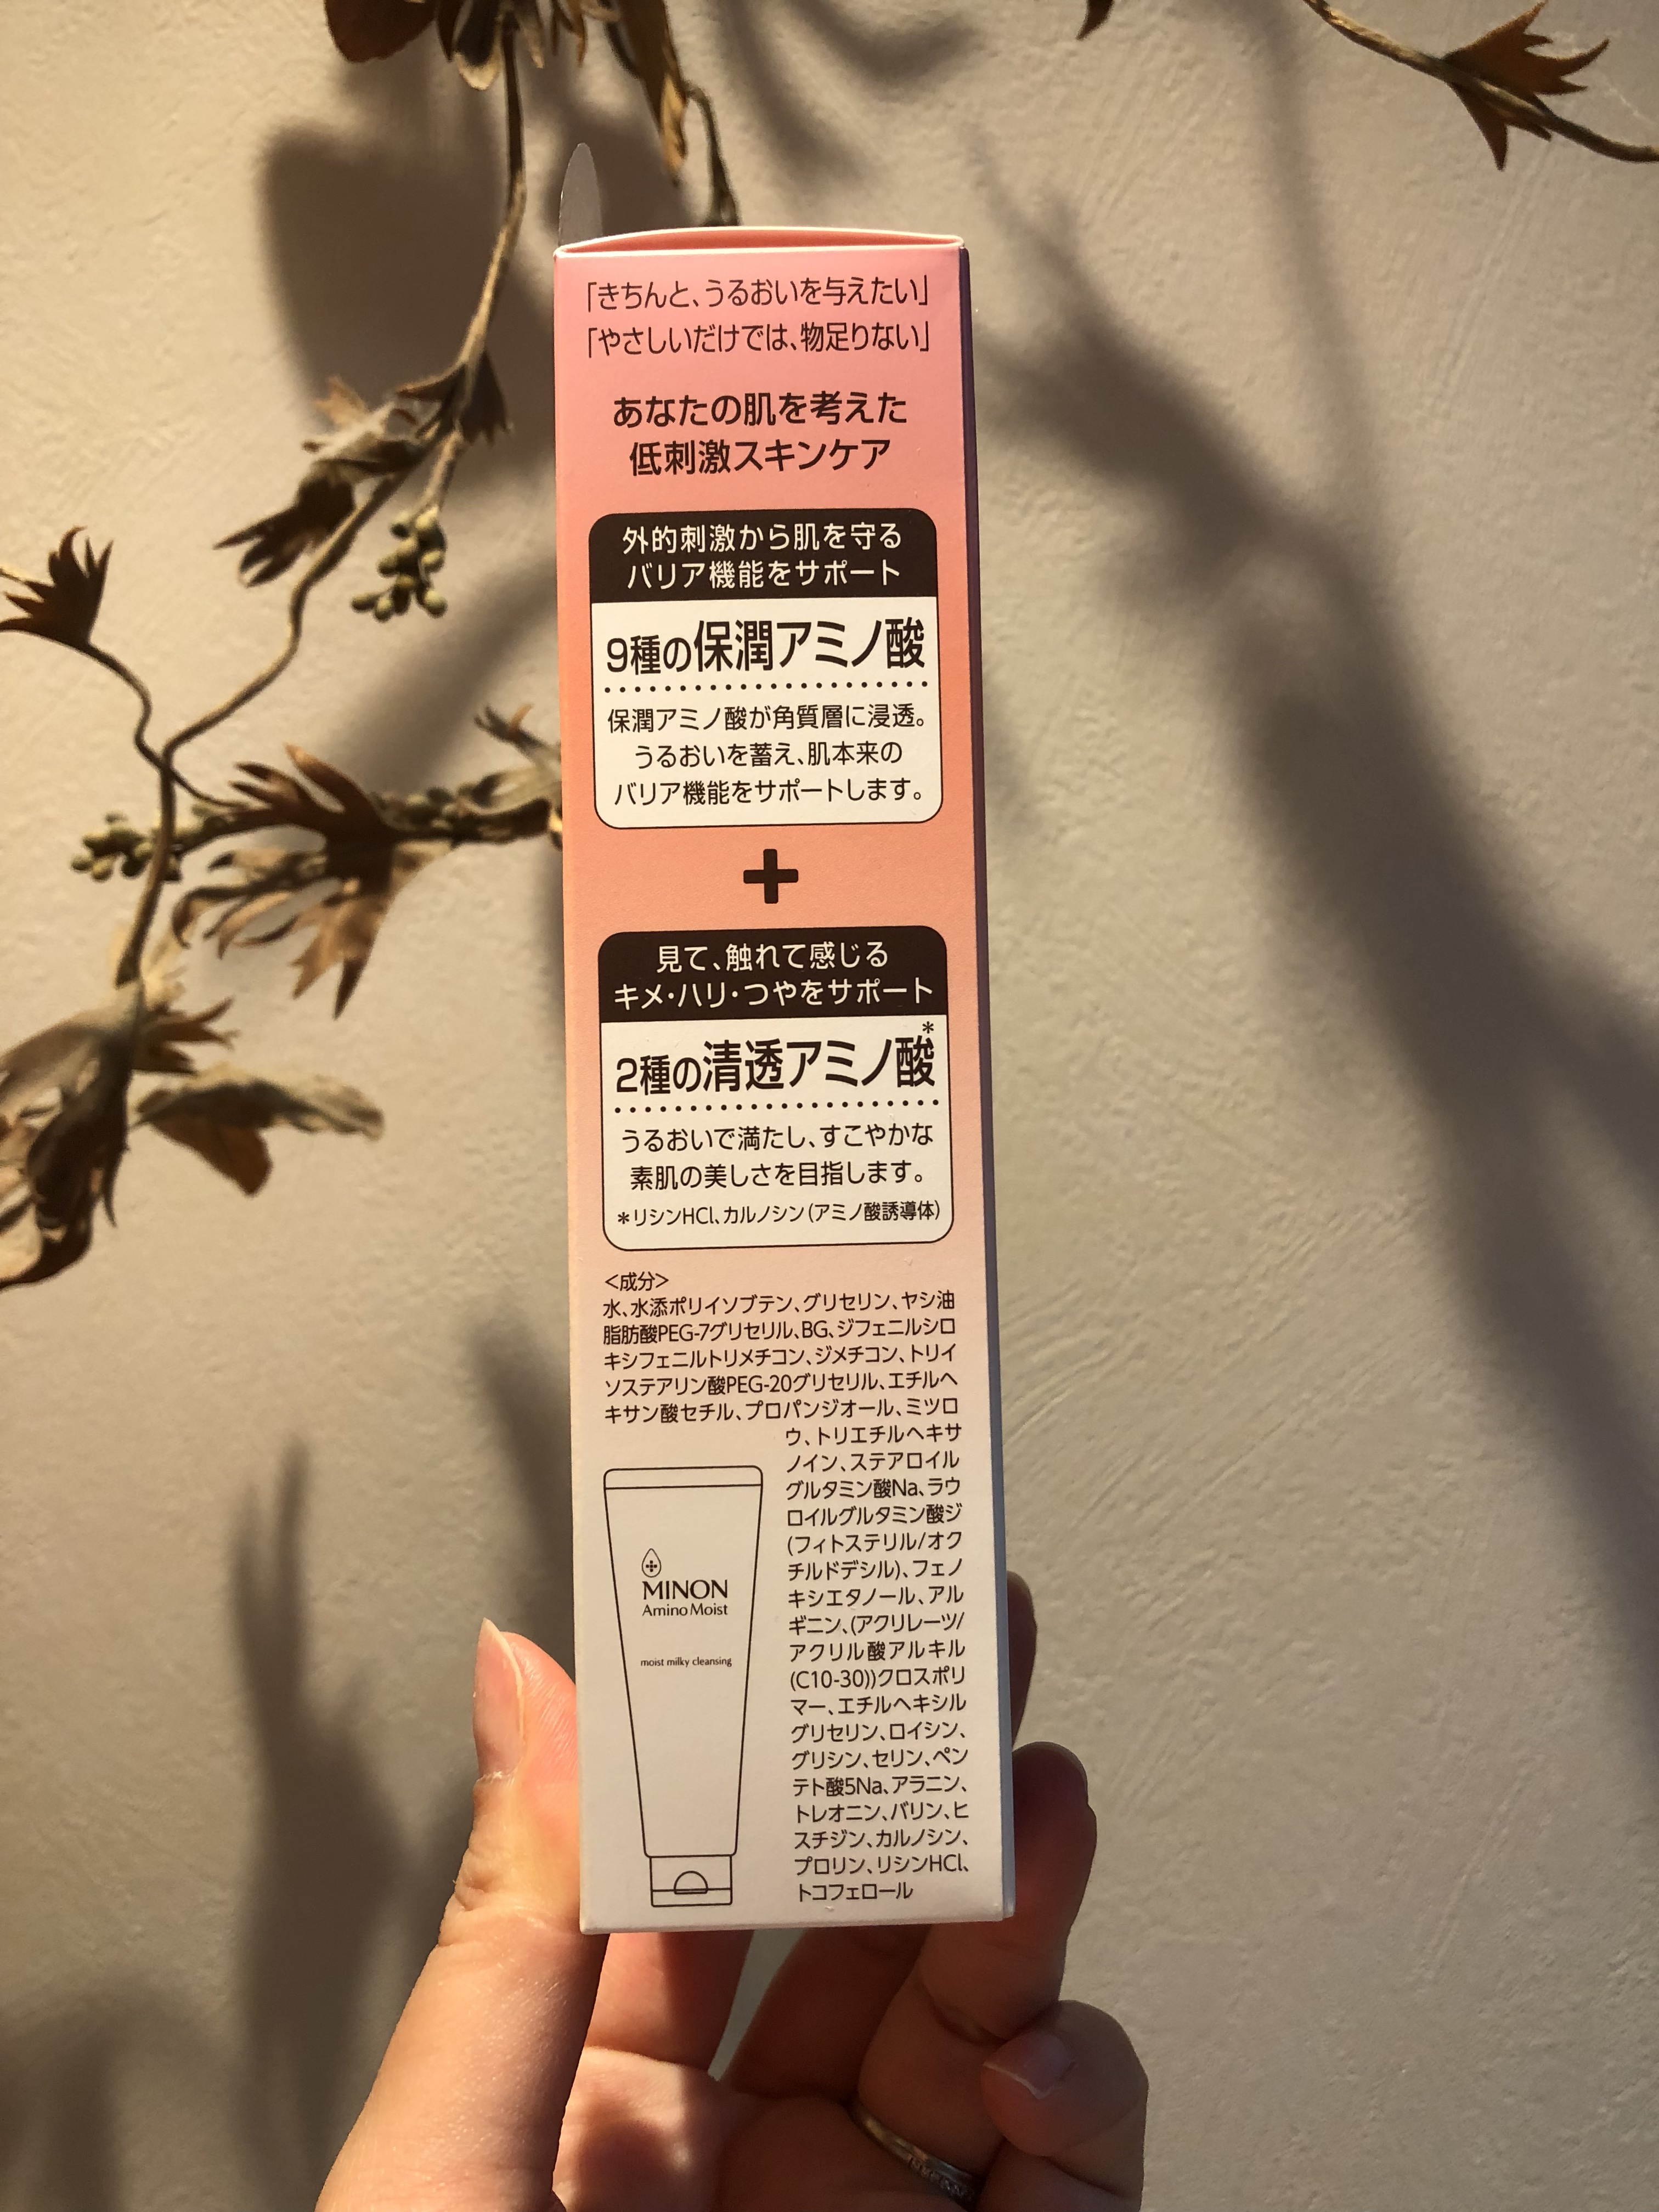 「きちんと、うるおいを与えたい」
「やさしいだけでは、物足りない」
あなたの肌を考えた
低刺激スキンケア
外的刺激から肌を守る
バリア機能をサポート
9種の保潤アミノ酸
保潤アミノ酸が角質層に浸透。
うるおいを蓄え、肌本来の
バリア機能をサポートします。
+
見て、触れて感じる
キメ・ハリ・つやをサポート
2種の清透アミノ酸*
うるおいで満たし、すこやかな
素肌の美しさを目指します。
*リシンHCl、カルノシン(アミノ酸誘導体)
<成分>
水、水添ポリイソブテン、グリセリン、ヤシ油
脂肪酸PEG-7グリセリル、BG、ジフェニルシロ
キシフェニルトリメチコン、ジメチコン、トリイ
ソステアリン酸PEG-20グリセリル、エチルヘ
キサン酸セチル、プロパンジオール、ミツロ
ウ、トリエチルヘキサ
ノイン、ステアロイル
グルタミン酸Na、ラウ
ロイルグルタミン酸ジ
(フィトステリル/オク
チルドデシル)、フェノ
キシエタノール、アル
ギニン、(アクリレーツ/
アクリル酸アルキル
(C10-30))クロスポリ
マー、エチルヘキシル
グリセリン、ロイシン、
グリシン、セリン、ペン
テト酸5Na、アラニン、
トレオニン、バリン、ヒ
スチジン、カルノシン、
プロリン、リシンHCl、
トコフェロール
MINON
Amino Moist
moist milky cleansing